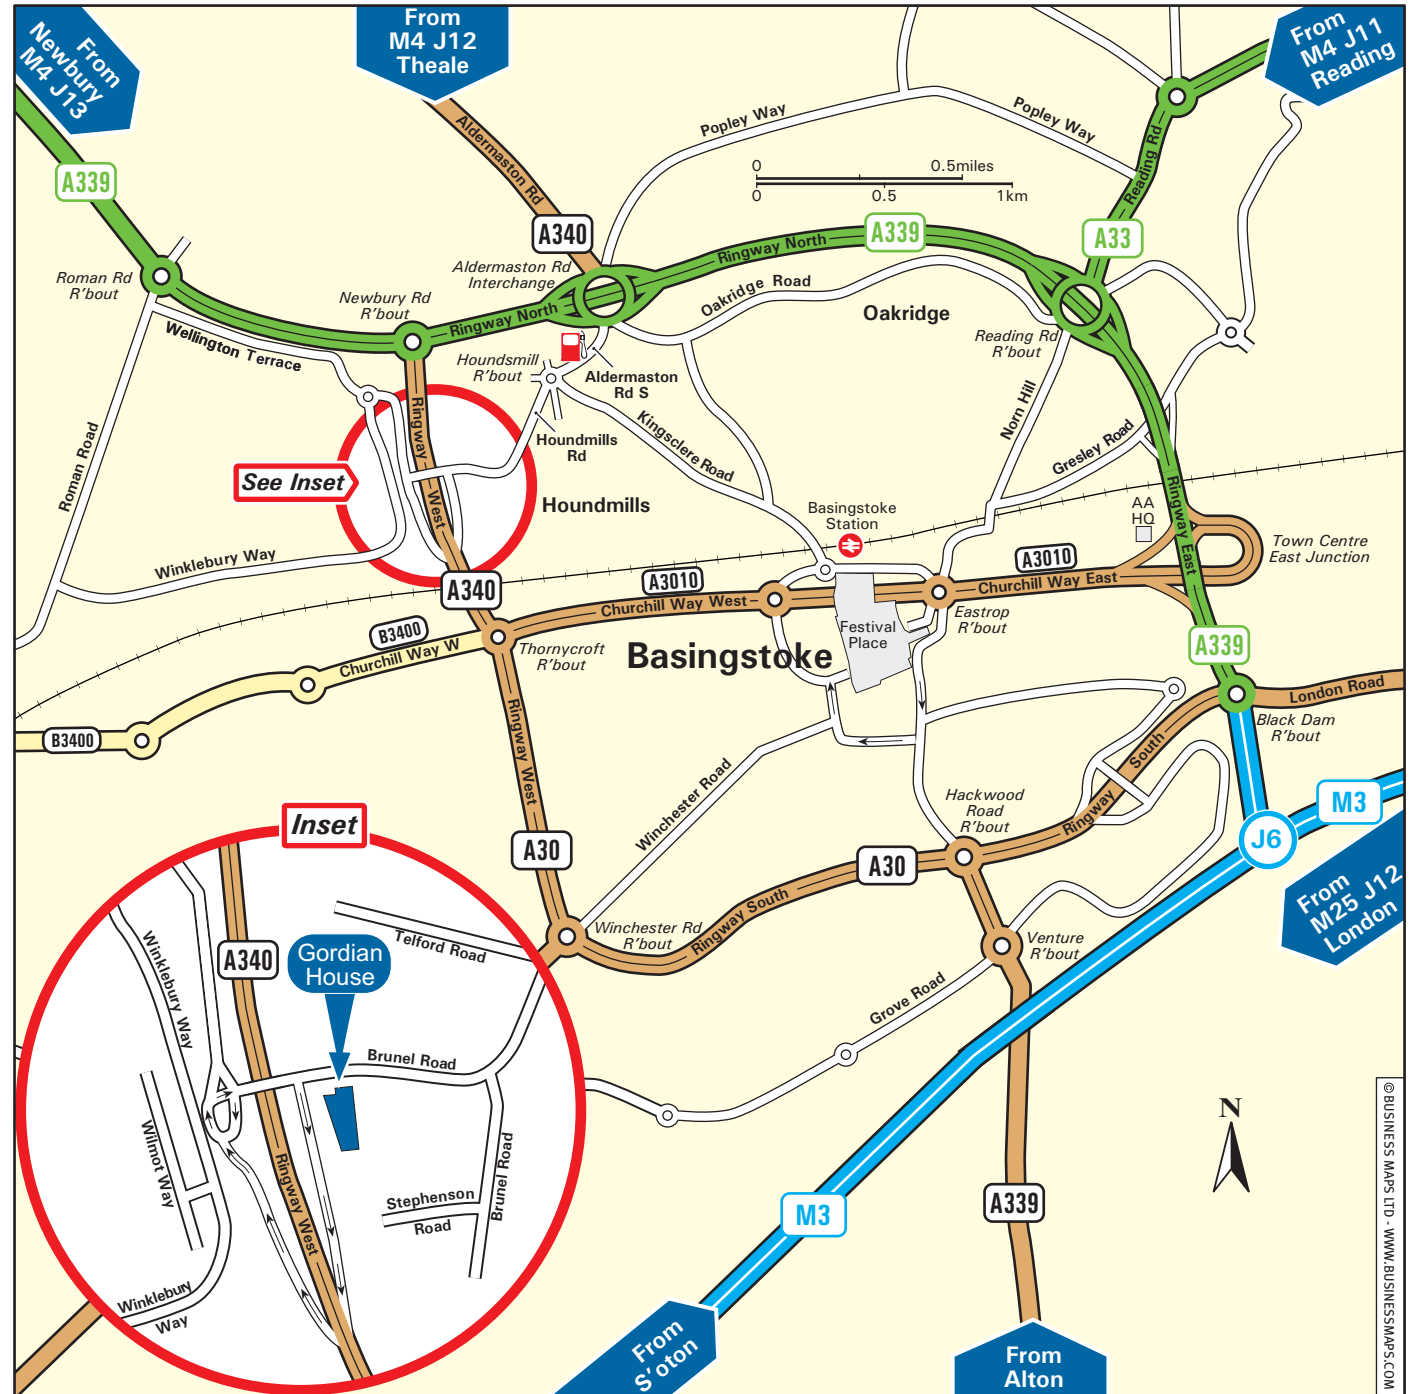 From
Newbury
M4 J13
From
M4 J12
Theale
From
M4 J11
Reading
A339
Aldermaston Rd
Popley Way
Popley Way
Reading Rd
0
0.5miles
0
0.5
1km
A340
Ringway North
A339
A33
Roman Rd
R'bout
Newbury Rd
R'bout
Aldermaston Rd
Interchange
Ringway North
Oakridge Road
Oakridge
Reading Rd
R'bout
Wellington Terrace
Houndsmill
R'bout
Aldermaston
Rd S
Ringway
West
Kingsclere Road
Houndmills
Rd
Norn Hill
Gresley Road
Roman Road
See Inset
Houndmills
Basingstoke
Station
AA
HQ
Ringway East
Town Centre
East Junction
Winklebury Way
A340
A3010
Churchill Way West
A3010
Churchill Way East
B3400
Churchill Way W
Thornycroft
R'bout
Basingstoke
Festival
Place
Eastrop
R'bout
A339
London Road
Black Dam
R'bout
B3400
Ringway West
Winchester Road
Hackwood
Road
R'bout
Ringway
South
M3
J6
A30
A30
From
M25 J12
London
Winchester Rd
R'bout
Ringway South
Venture
R'bout
Grove Road
Inset
Winklebury Way
A340
Gordian
House
Telford Road
Brunel Road
Wilmot Way
Ringway West
Stephenson
Road
Brunel Road
Winklebury
Way
M3
A339
N
From
S'oton
From
Alton
© BUSINESS MAPS LTD - WWW.BUSINESSMAPS.COM